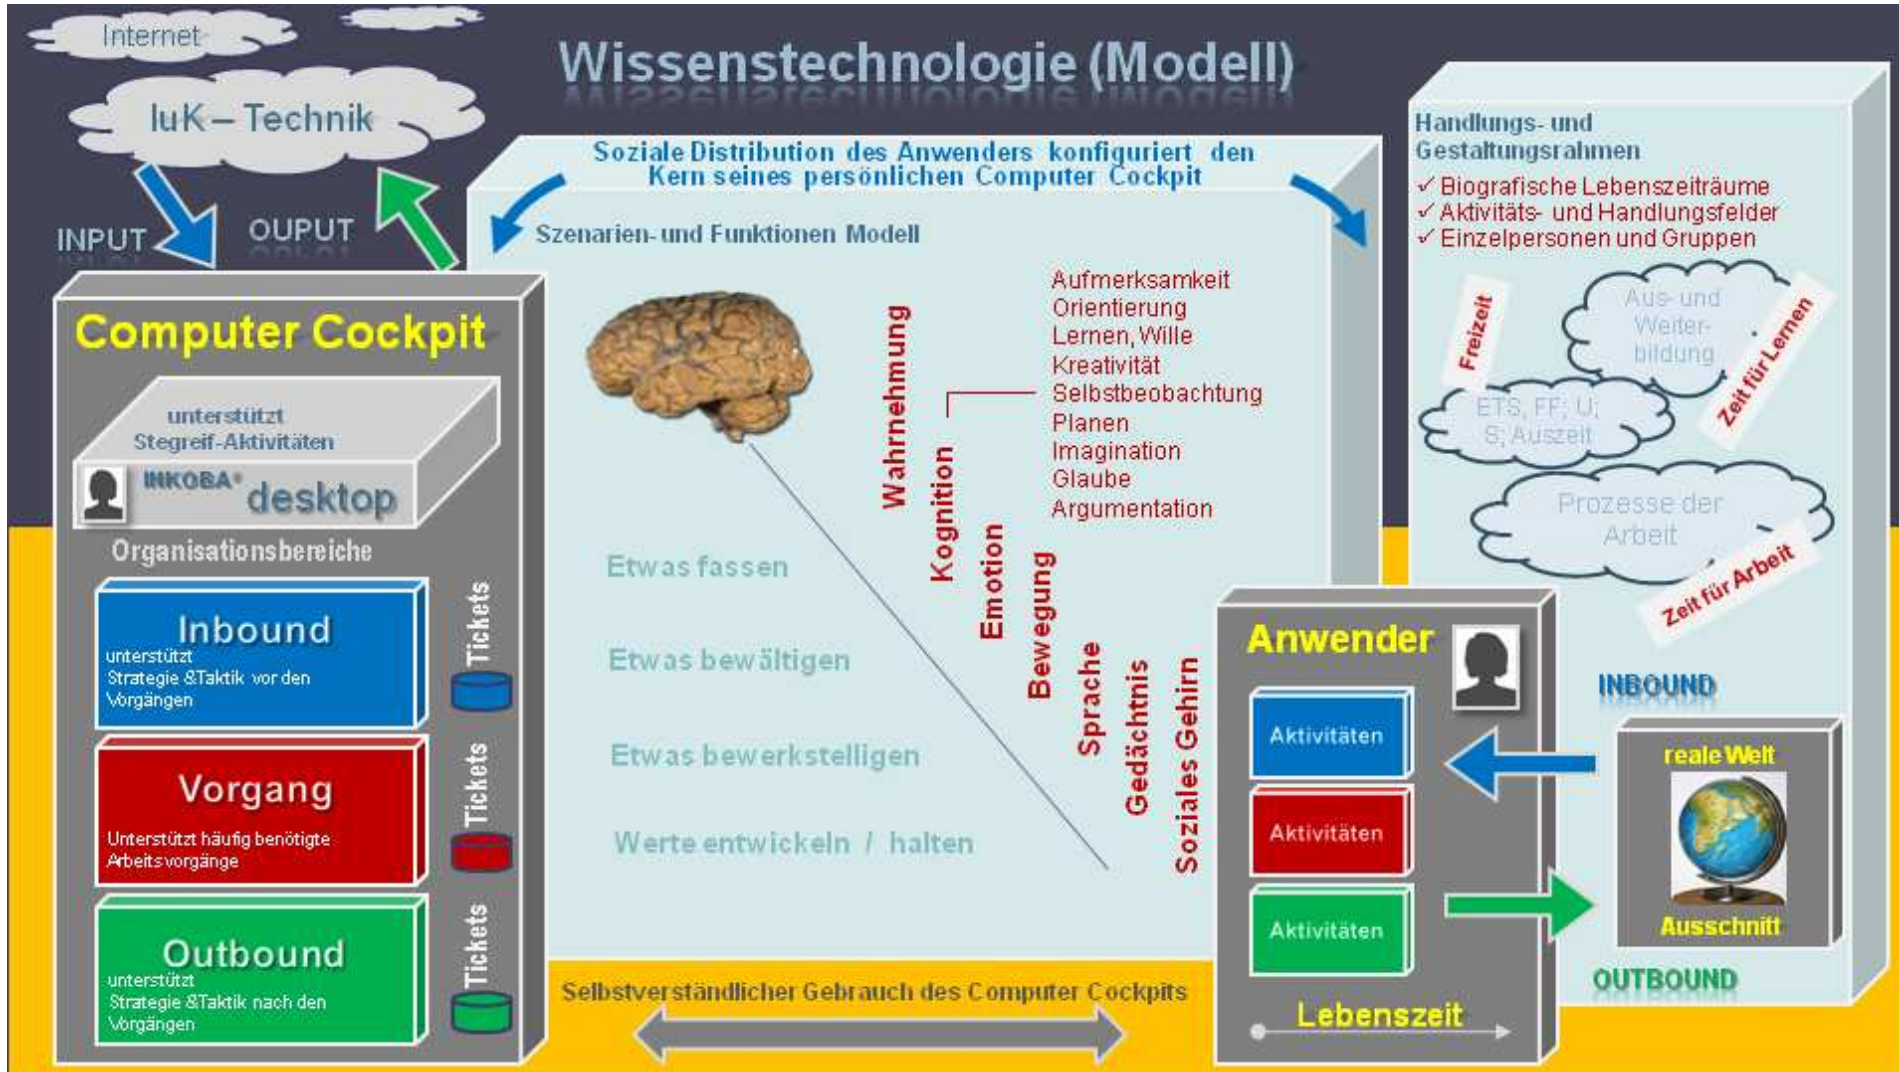 Wissenstechnologie (Modell)
Internet
IuK – Technik
INPUT
OUPUT
Computer Cockpit
unterstützt
Stegreif-Aktivitäten
INKOBA® desktop
Organisationsbereiche
Inbound
unterstützt
Strategie &Taktik vor den
Vorgängen
Tickets
Vorgang
Unterstützt häufig benötigte
Arbeitsvorgänge
Tickets
Outbound
unterstützt
Strategie &Taktik nach den
Vorgängen
Tickets
Soziale Distribution des Anwenders konfiguriert den
Kern seines persönlichen Computer Cockpit
Szenarien- und Funktionen Modell
Wahrnehmung
Kognition
Emotion
Bewegung
Sprache
Gedächtnis
Soziales Gehirn
Aufmerksamkeit
Orientierung
Lernen, Wille
Kreativität
Selbstbeobachtung
Planen
Imagination
Glaube
Argumentation
Etwas fassen
Etwas bewältigen
Etwas bewerkstelligen
Werte entwickeln / halten
Selbstverständlicher Gebrauch des Computer Cockpits
Anwender
Aktivitäten
Aktivitäten
Aktivitäten
Lebenszeit
Handlungs- und
Gestaltungsrahmen
✓ Biografische Lebenszeiträume
✓ Aktivitäts- und Handlungsfelder
✓ Einzelpersonen und Gruppen
Freizeit
Aus- und
Weiter-
bildung
Zeit für Lernen
ETS, FF; U;
S; Auszeit
Prozesse der
Arbeit
Zeit für Arbeit
INBOUND
reale Welt
Ausschnitt
OUTBOUND